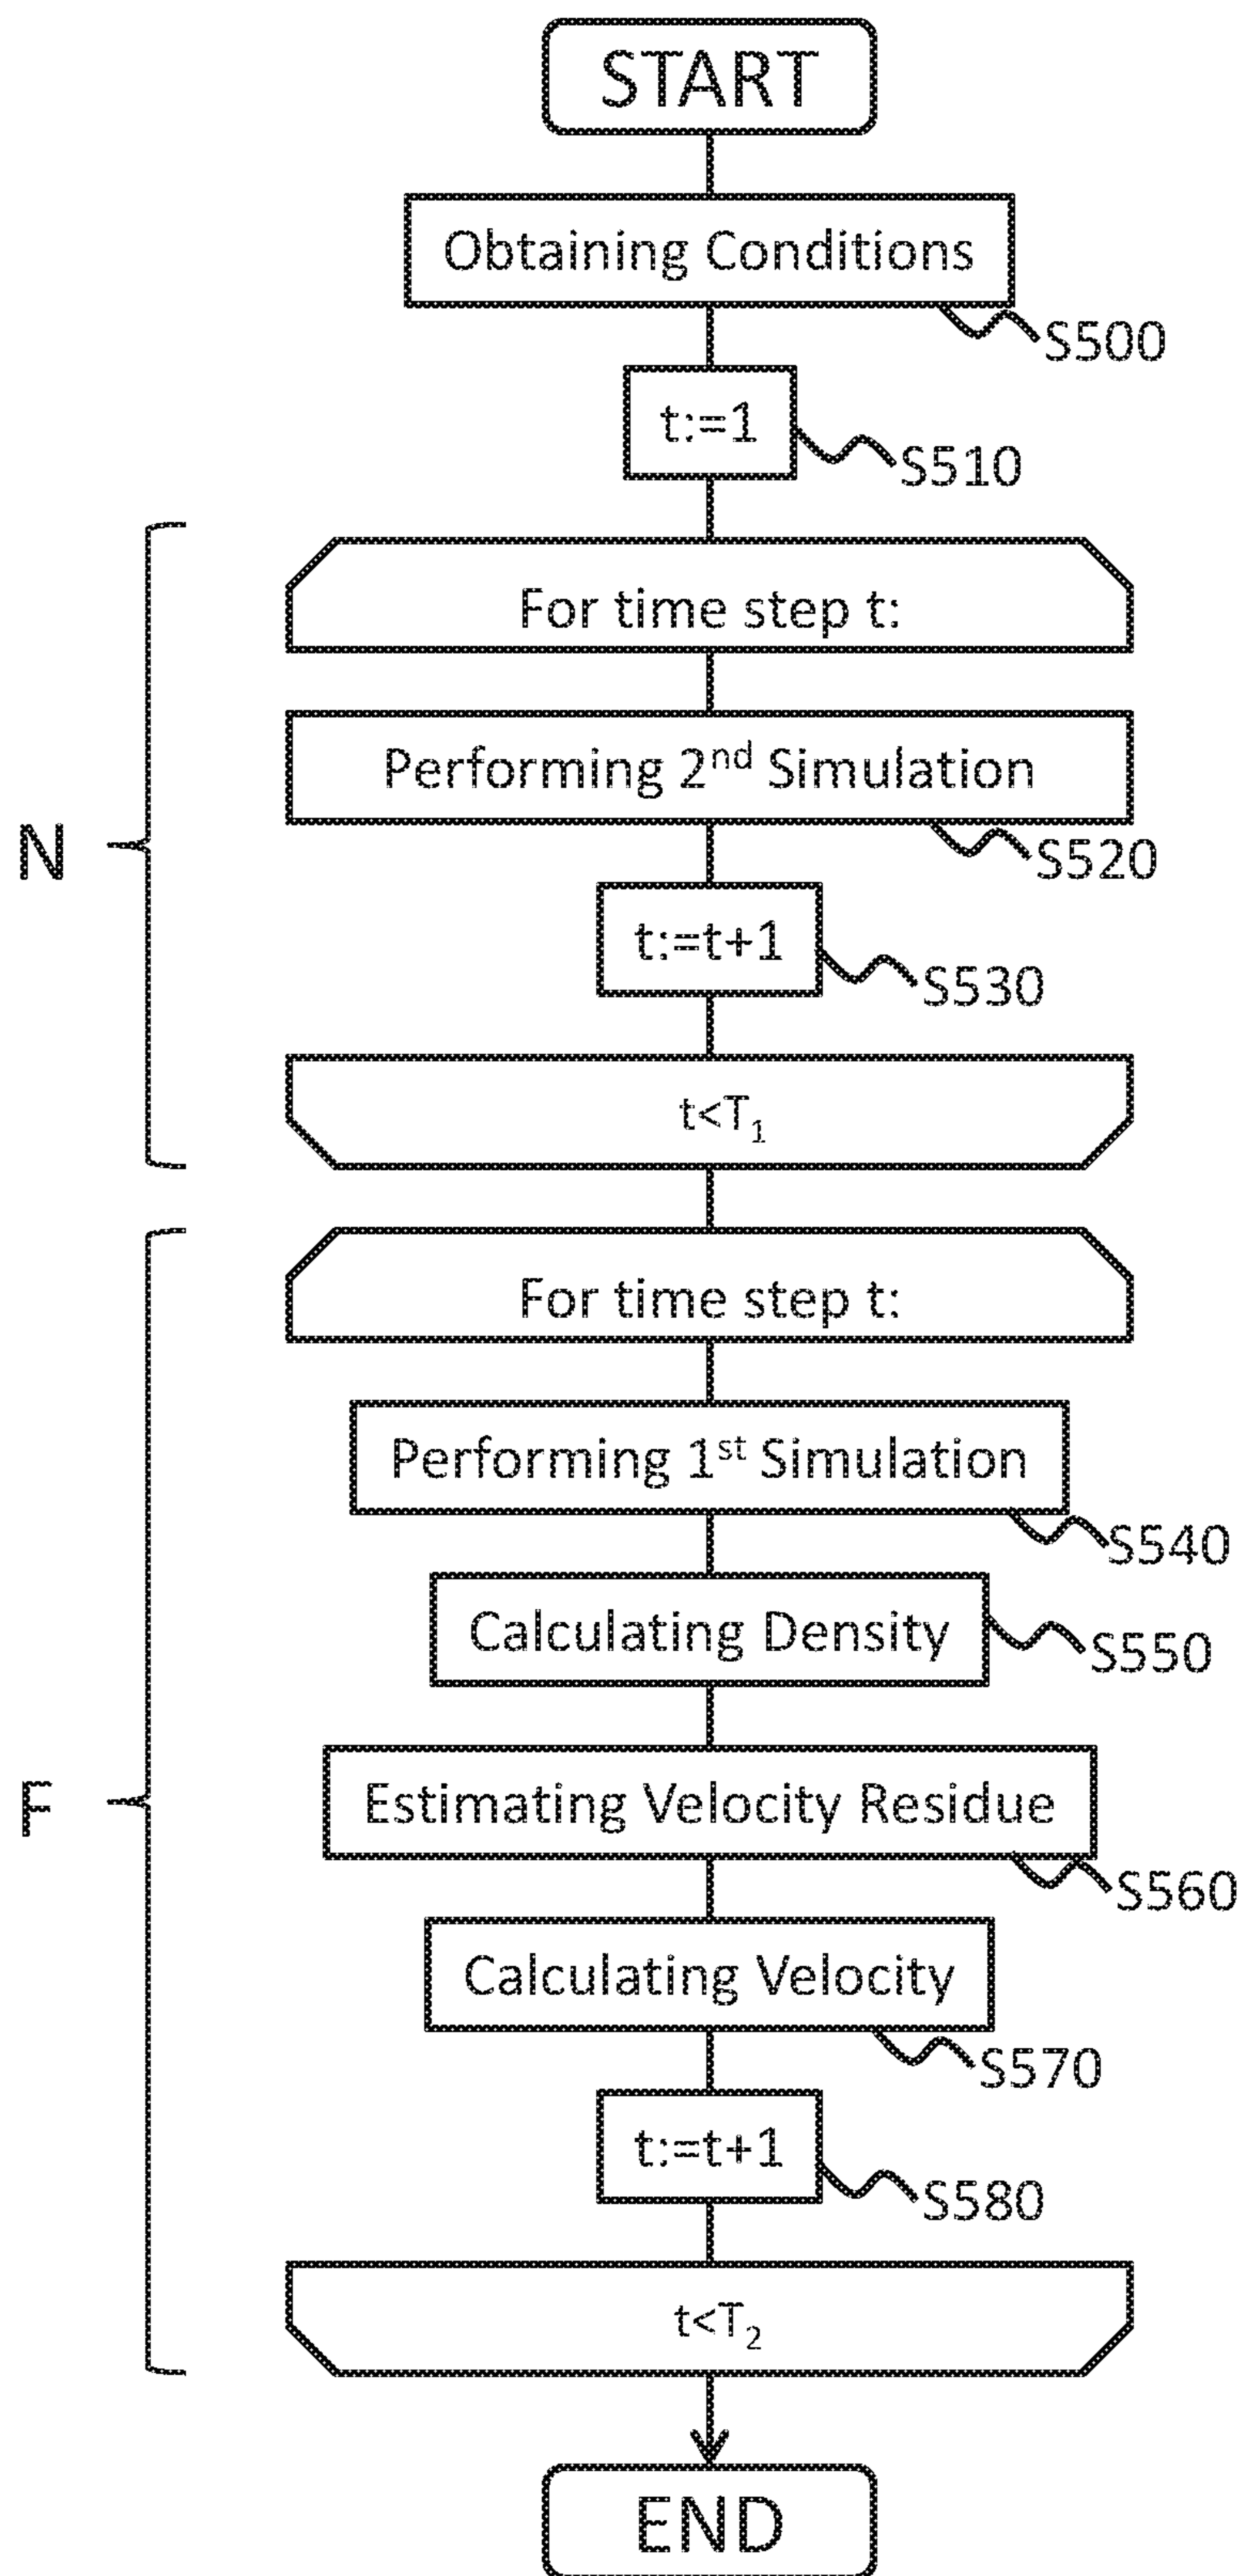 START
Obtaining Conditions
S500
t:=1
S510
For time step t:
Performing 2nd Simulation
N
S520
t:=t+1
S530
t<T1
For time step t:
Performing 1st Simulation
S540
Calculating Density
S550
F
Estimating Velocity Residue
S560
Calculating Velocity
S570
t:=t+1
S580
t<T2
END